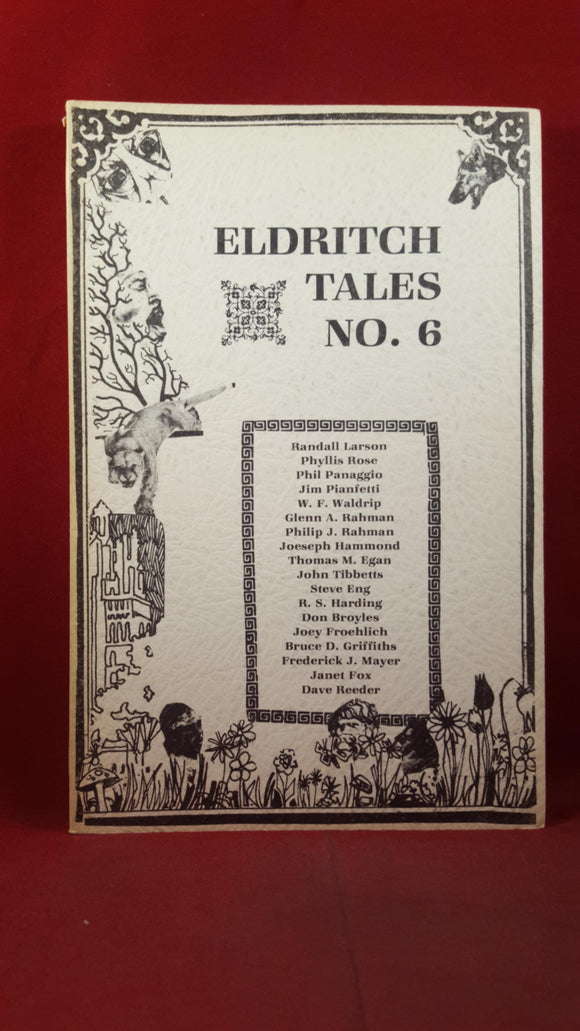 ELDRITCH
TALES
NO. 6
Randall Larson
Phyllis Rose
Phil Panaggio
Jim Pianfetti
W. F. Waldrip
Glenn A. Rahman
Philip J. Rahman
Joeseph Hammond
Thomas M. Egan
John Tibbetts
Steve Eng
R. S. Harding
Don Broyles
Joey Froehlich
Bruce D. Griffiths
Frederick J. Mayer
Janet Fox
Dave Reeder